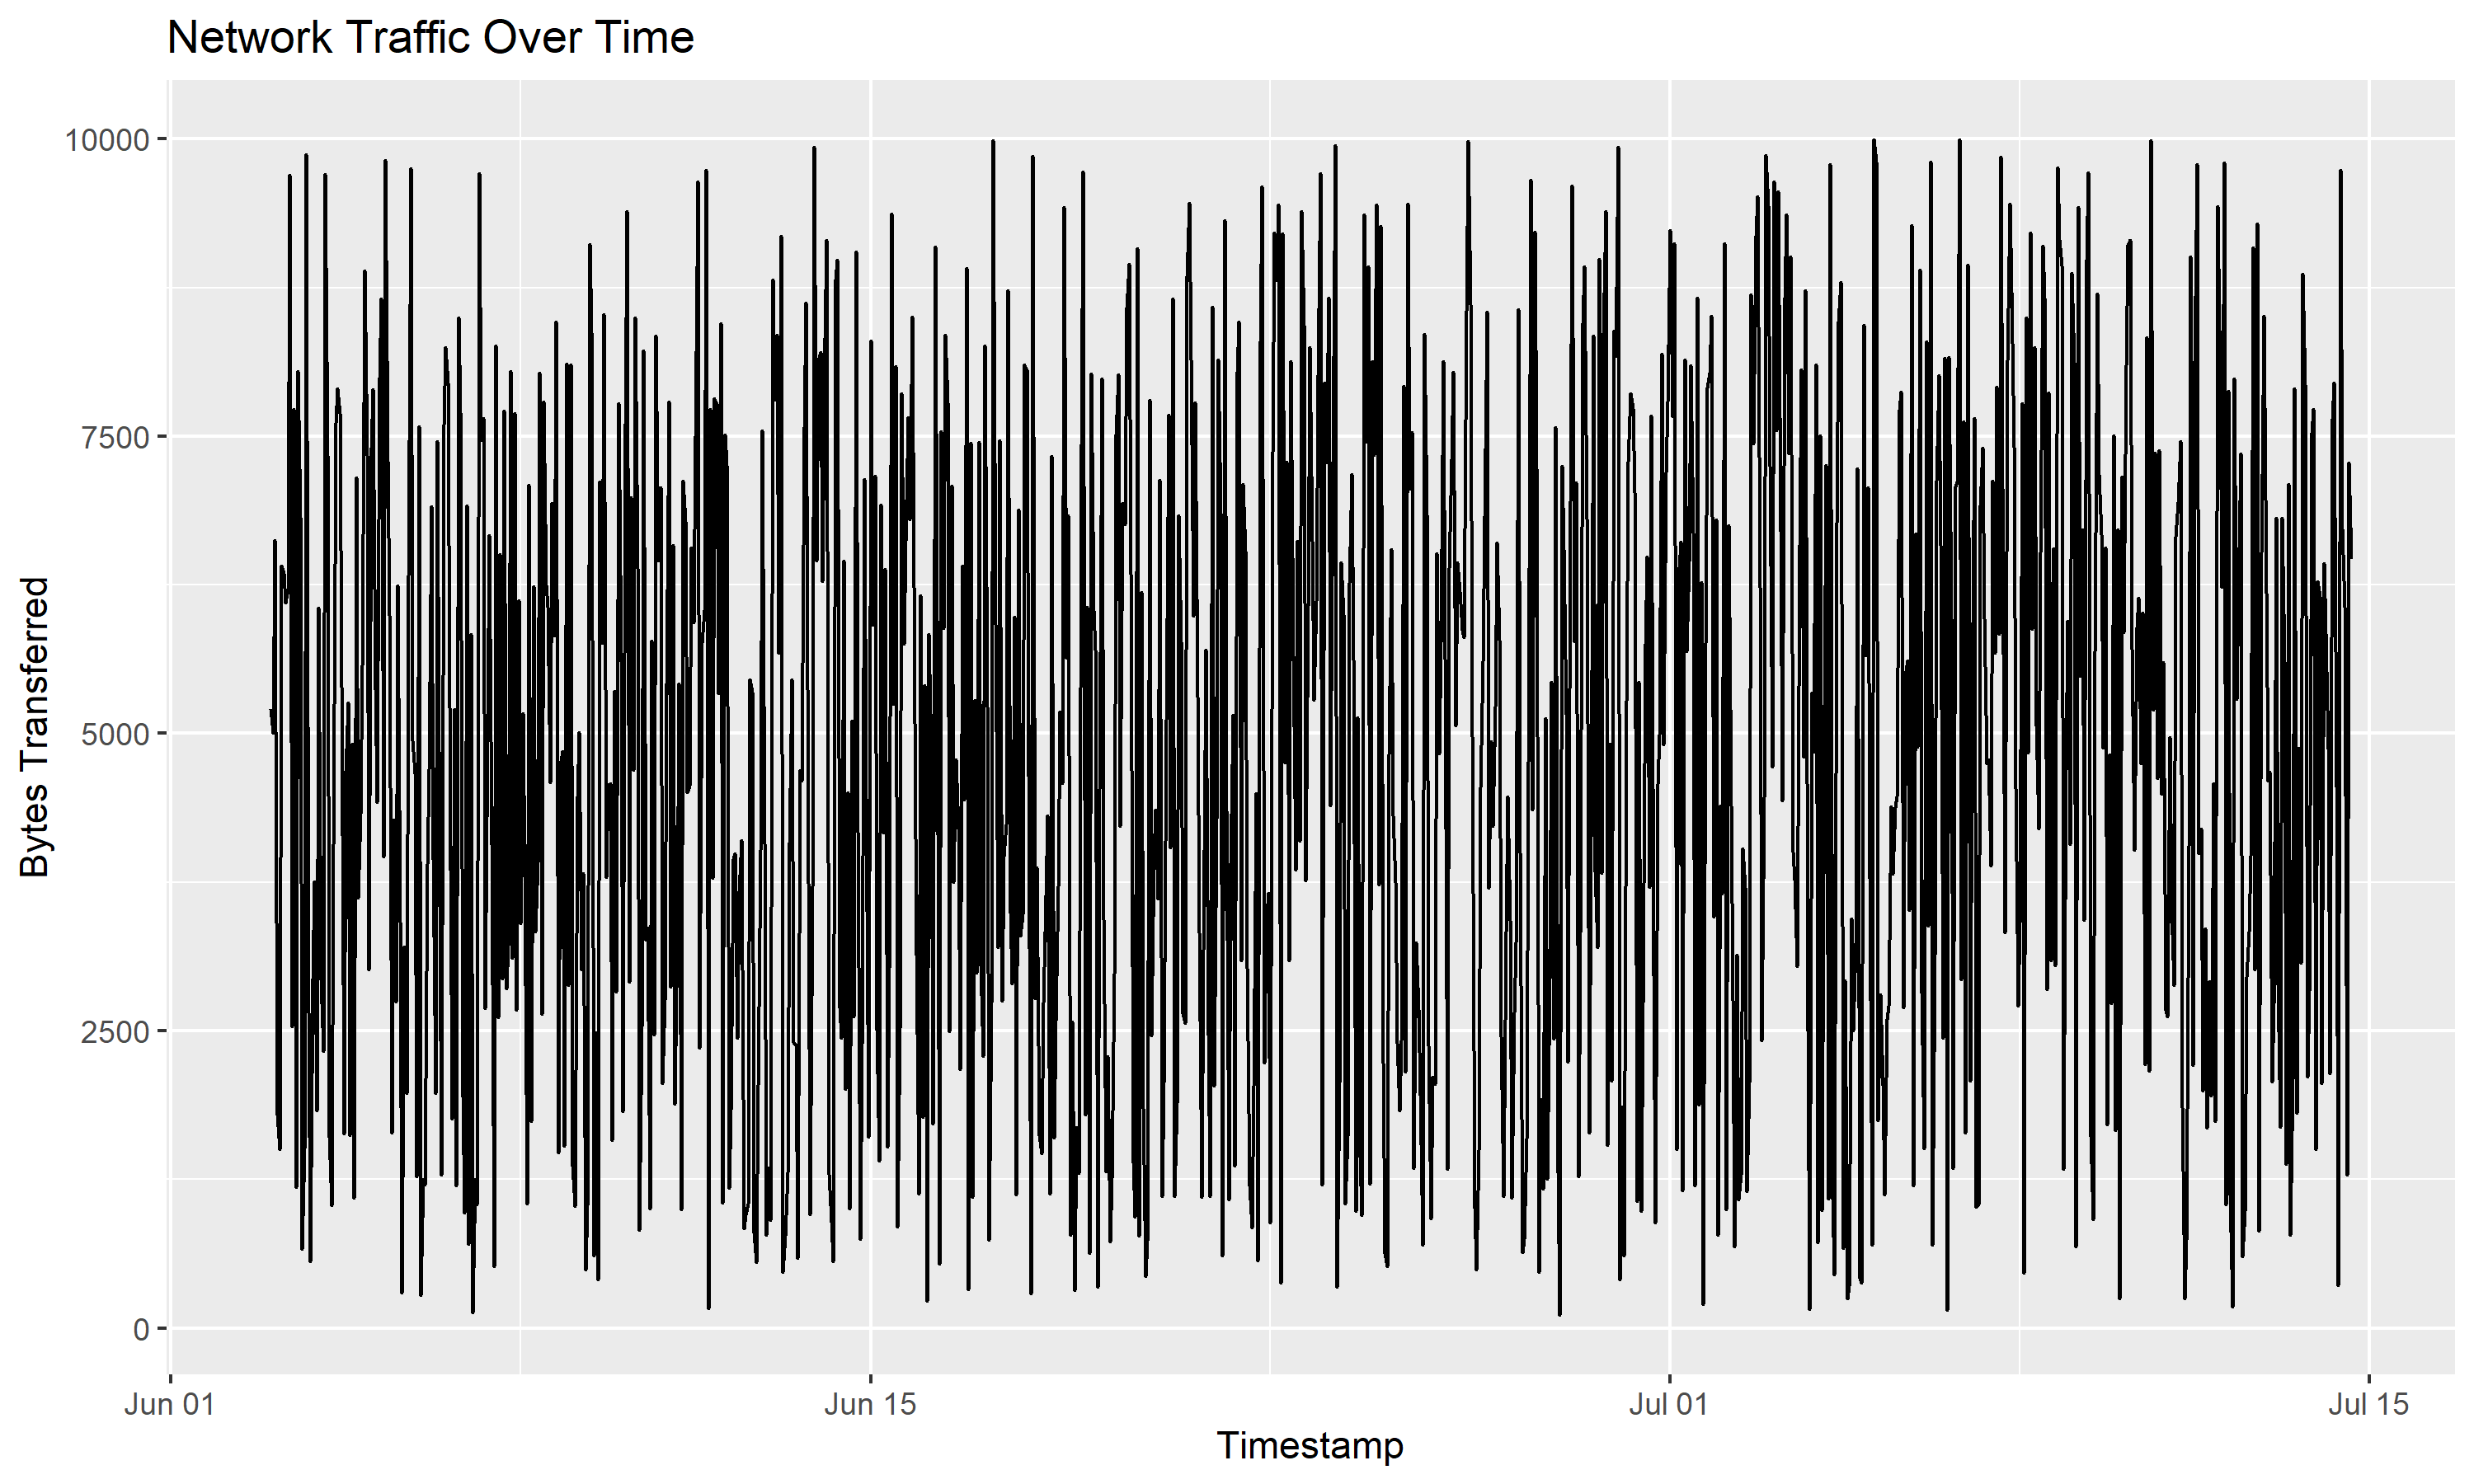 Network Traffic Over Time
10000
7500
5000
2500
0
Bytes Transferred
Jun 01
Jun 15
Jul 01
Jul 15
Timestamp